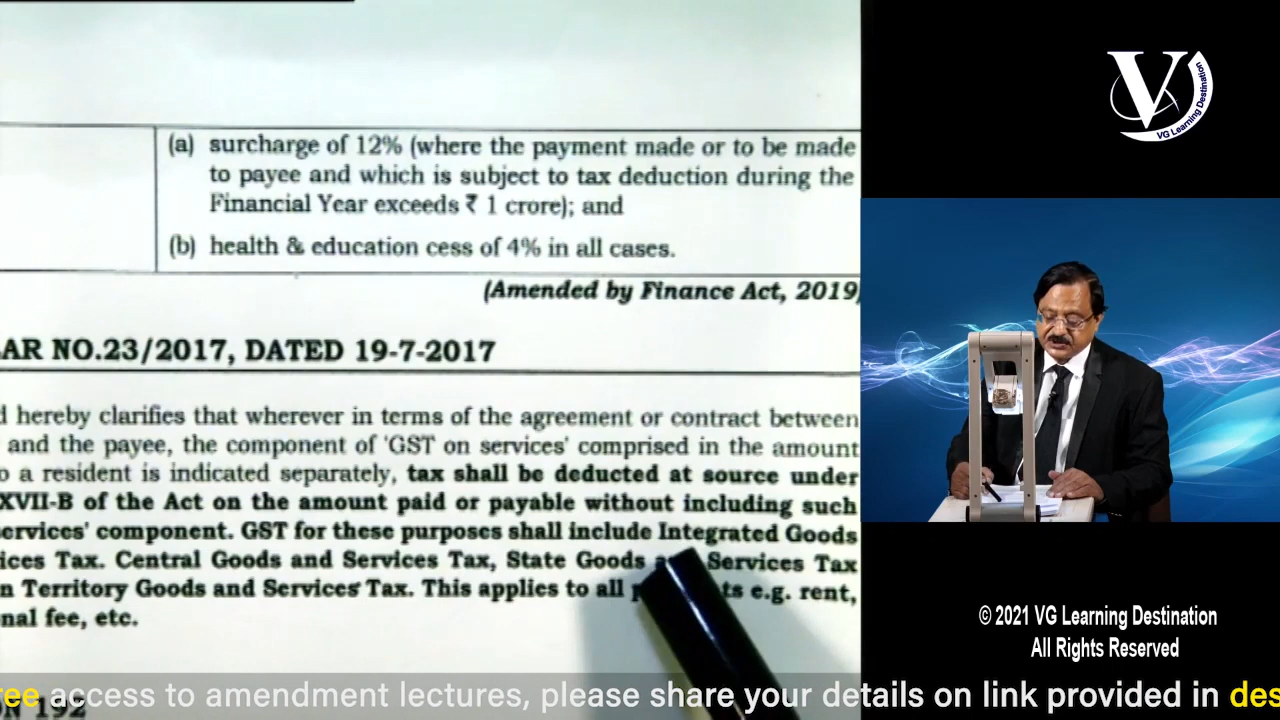 (a) surcharge of 12% (where the payment made or to be made
to payee and which is subject to tax deduction during the
Financial Year exceeds ₹ 1 crore); and
(b) health & education cess of 4% in all cases.
(Amended by Finance Act, 2019)
AR NO.23/2017, DATED 19-7-2017
d hereby clarifies that wherever in terms of the agreement or contract between
and the payee, the component of 'GST on services' comprised in the amount
o a resident is indicated separately, tax shall be deducted at source under
XVII-B of the Act on the amount paid or payable without including such
ervices' component. GST for these purposes shall include Integrated Goods
ices Tax. Central Goods and Services Tax, State Goods Services Tax
n Territory Goods and Services Tax. This applies to all ts e.g. rent,
nal fee, etc.
N 192
V
VG Learning Destination
© 2021 VG Learning Destination
All Rights Reserved
ree access to amendment lectures, please share your details on link provided in des